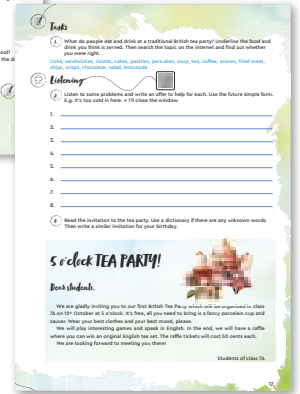 ool?
the d
Tasks
1. What do people eat and drink at a traditional British tea party? Underline the food and
drink you think is served. Then search the topic on the internet and find out whether
you were right.
Coke, sandwiches, risotto, cakes, pastries, pancakes, soup, tea, coffee, scones, fried meat,
chips, crisps, chocolate, salad, lemonade
Listening
2. Listen to some problems and write an offer to help for each. Use the future simple form.
E.g. It's too cold in here. + I'll close the window.
1.
2.
3.
4.
5.
6.
7.
8.
3. Read the invitation to the tea party. Use a dictionary if there are any unknown words.
Then write a similar invitation for your birthday.
5 o'clock TEA PARTY!
Dear students,
We are gladly inviting you to our first British Tea Party which will be organized in class
7A on 12th October at 5 o'clock. It's free, all you need to bring is a fancy porcelain cup and
saucer. Wear your best clothes and your best mood, please.
We will play interesting games and speak in English. In the end, we will have a raffle
where you can win an original English tea set. The raffle tickets will cost 50 cents each.
We are looking forward to meeting you there!
Students of class 7A
17